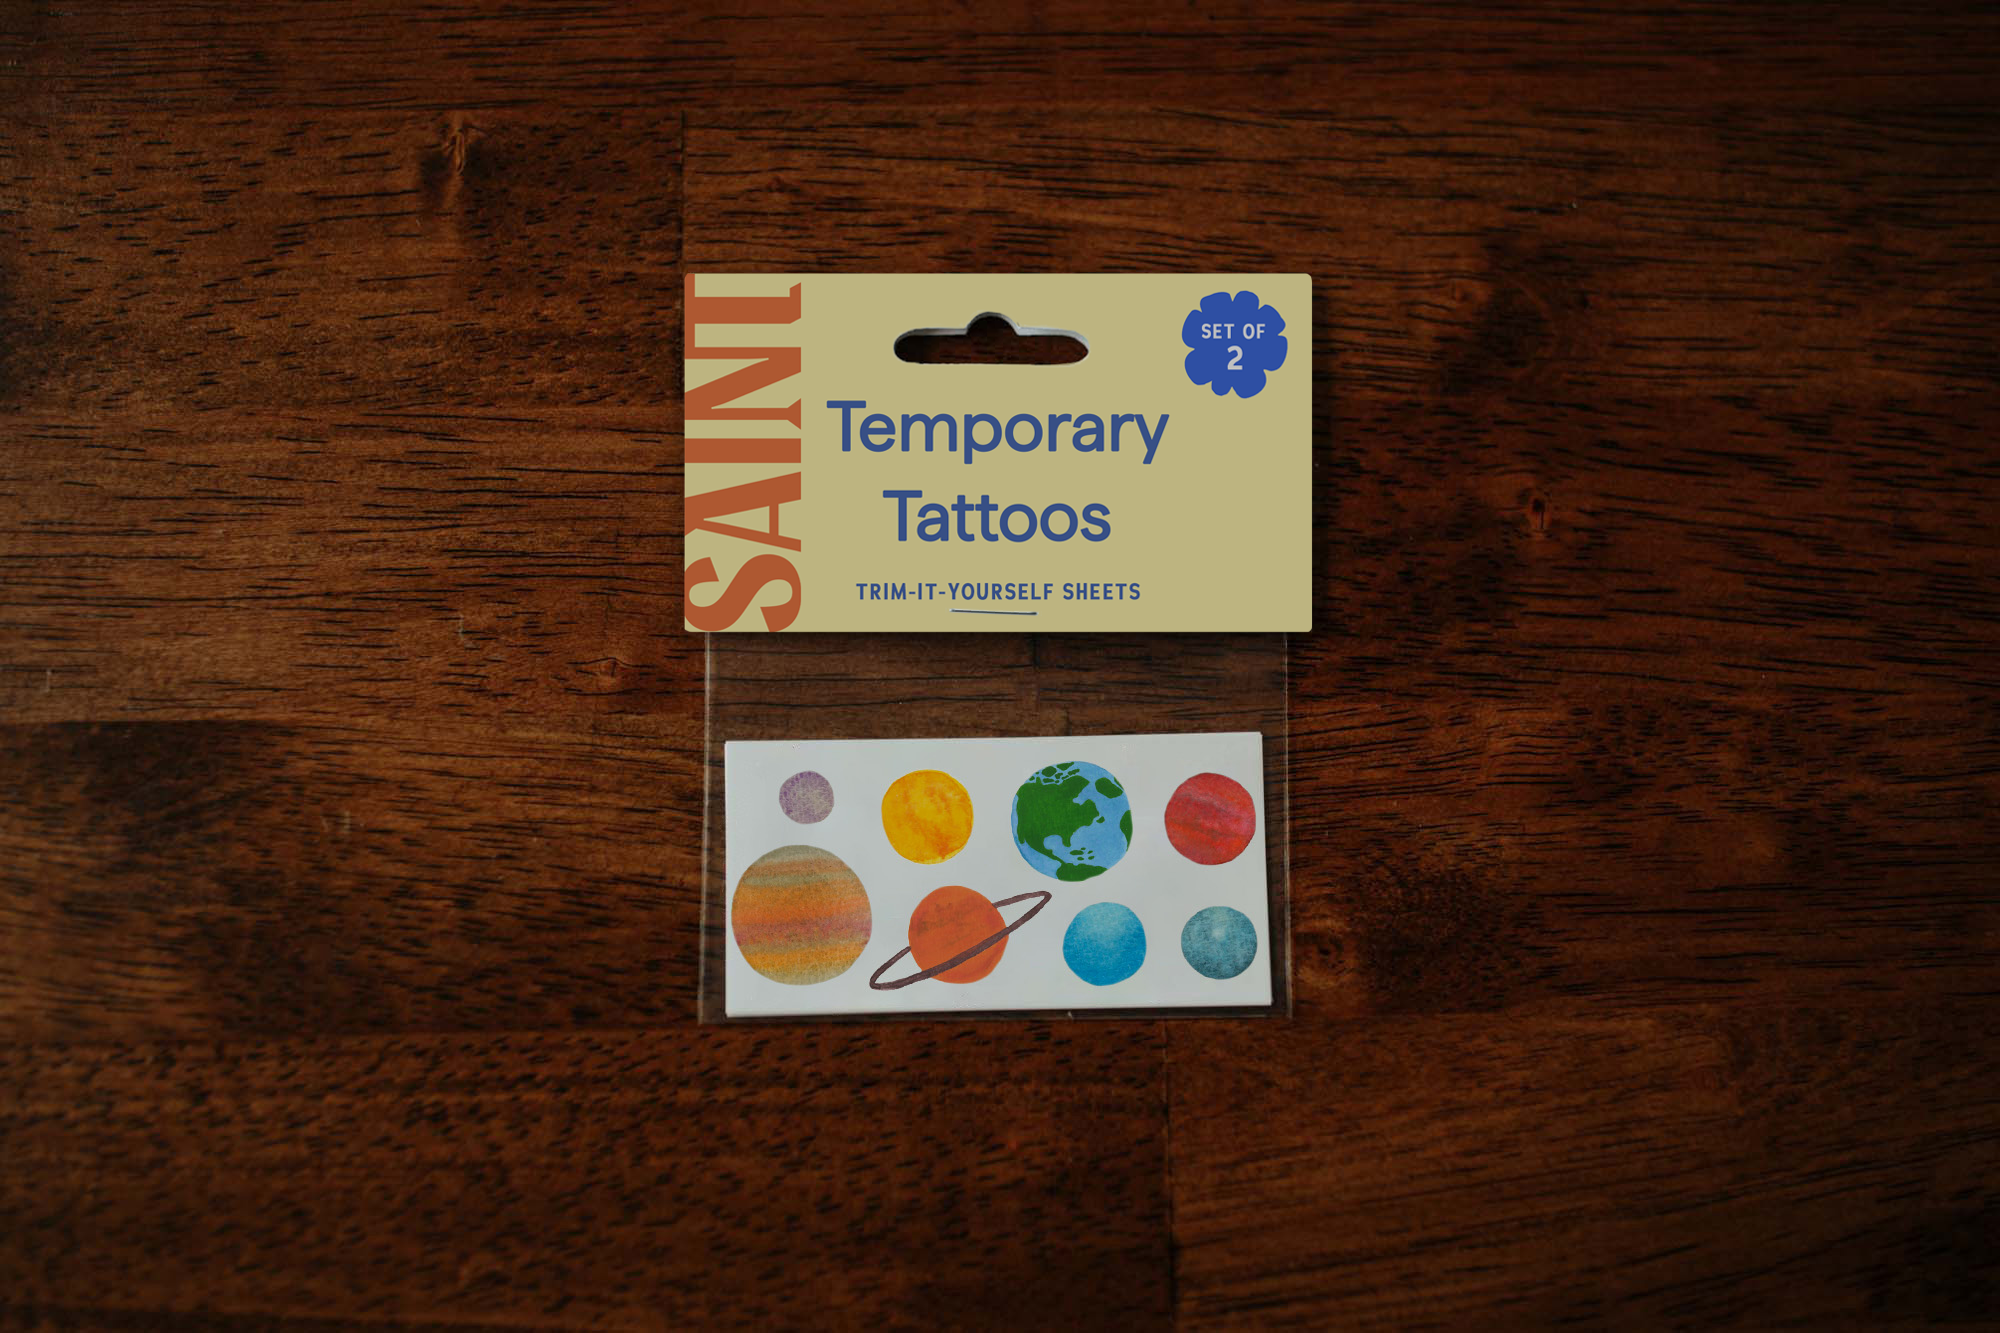 SAINT
SET OF
2
Temporary
Tattoos
TRIM-IT-YOURSELF SHEETS